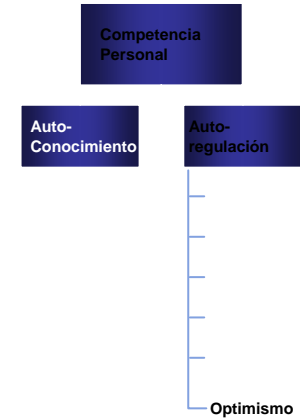 Competencia
Personal
Auto-
Conocimiento
Auto-
regulación
Optimismo